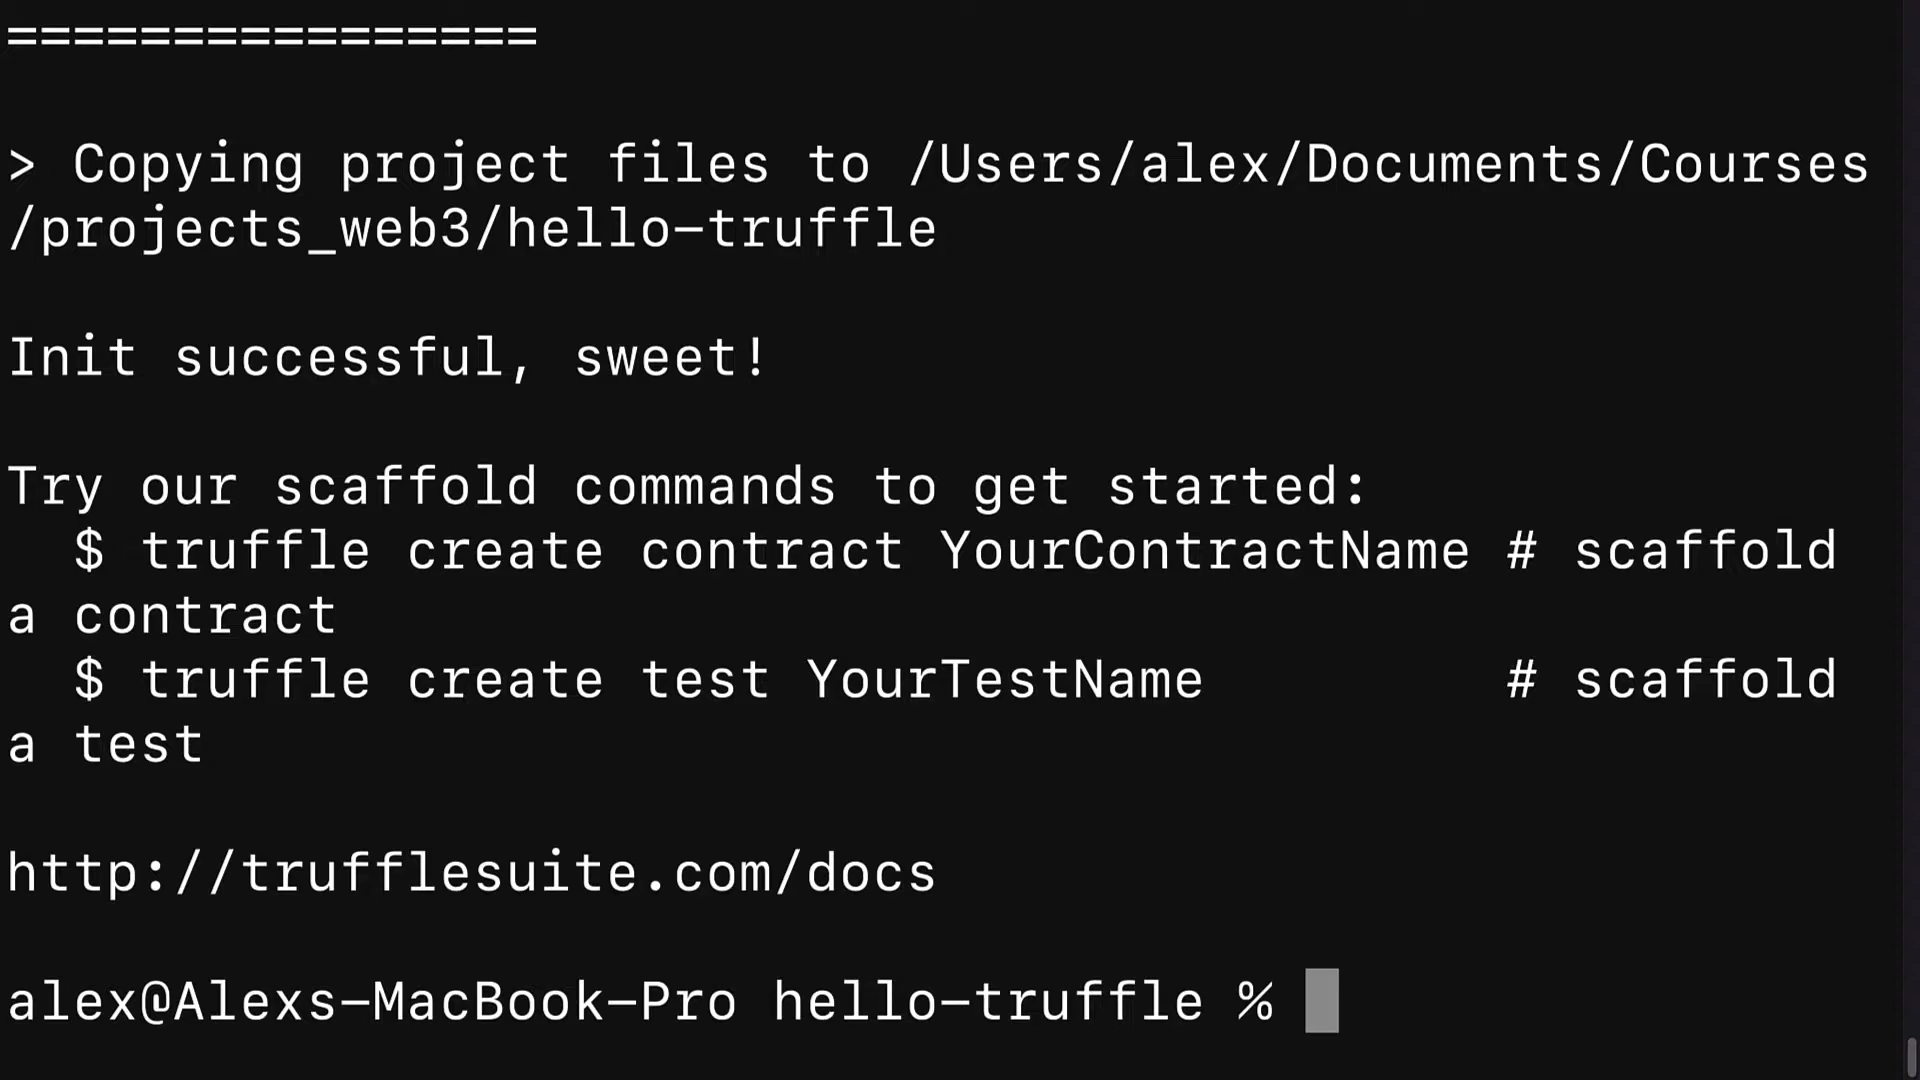 ================
> Copying project files to /Users/alex/Documents/Courses
/projects_web3/hello-truffle
Init successful, sweet!
Try our scaffold commands to get started:
  $ truffle create contract YourContractName # scaffold
a contract
  $ truffle create test YourTestName         # scaffold
a test
http://trufflesuite.com/docs
alex@Alexs-MacBook-Pro hello-truffle %